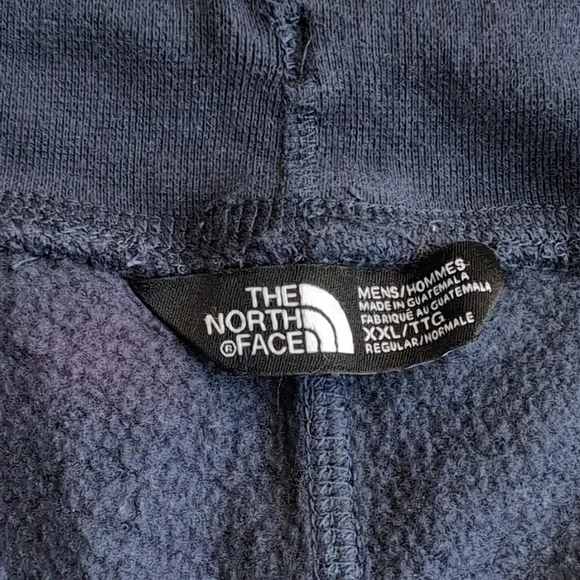 THE
NORTH
® FACE
MENS/HOMMES
MADE IN GUATEMALA
FABRIQUÉ AU GUATEMALA
XXL/TTG
REGULAR/NORMALE